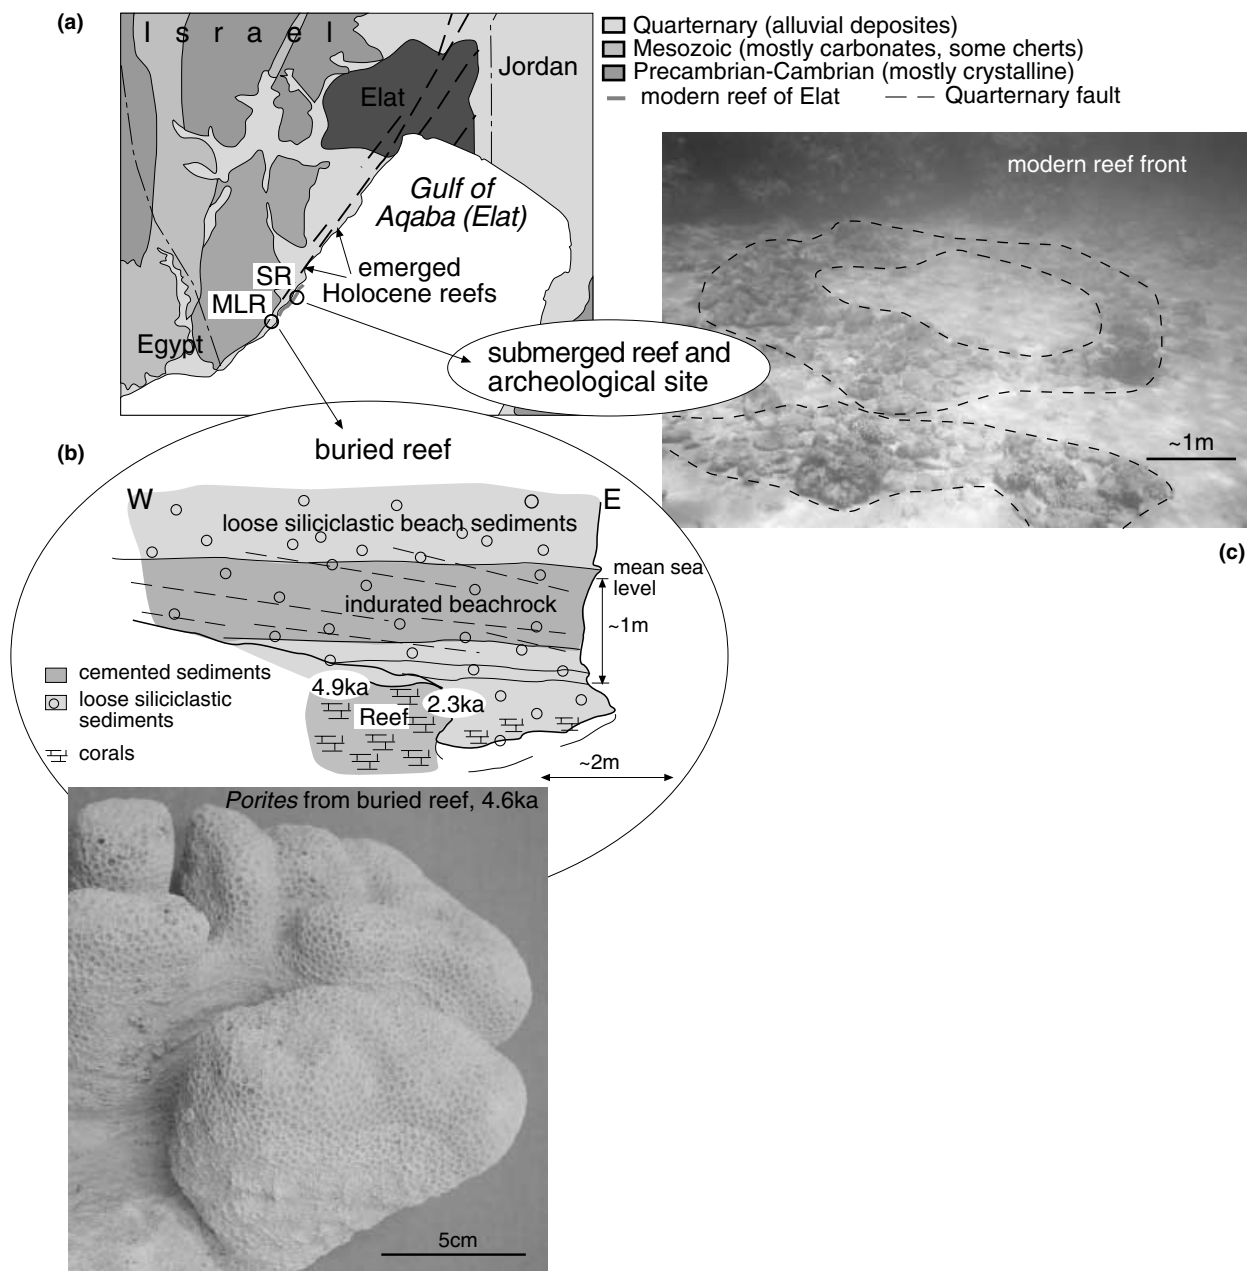 (a)
Israel
Jordan
Elat
Gulf of
Aqaba (Elat)
SR
MLR
emerged
Holocene reefs
Egypt
submerged reef and
archeological site
Quarternary (alluvial deposites)
Mesozoic (mostly carbonates, some cherts)
Precambrian-Cambrian (mostly crystalline)
modern reef of Elat
Quarternary fault
modern reef front
~1m
(c)
(b)
buried reef
W
E
loose siliciclastic beach sediments
mean sea
level
indurated beachrock
~1m
cemented sediments
loose siliciclastic
sediments
corals
4.9ka
2.3ka
Reef
~2m
Porites from buried reef, 4.6ka
5cm